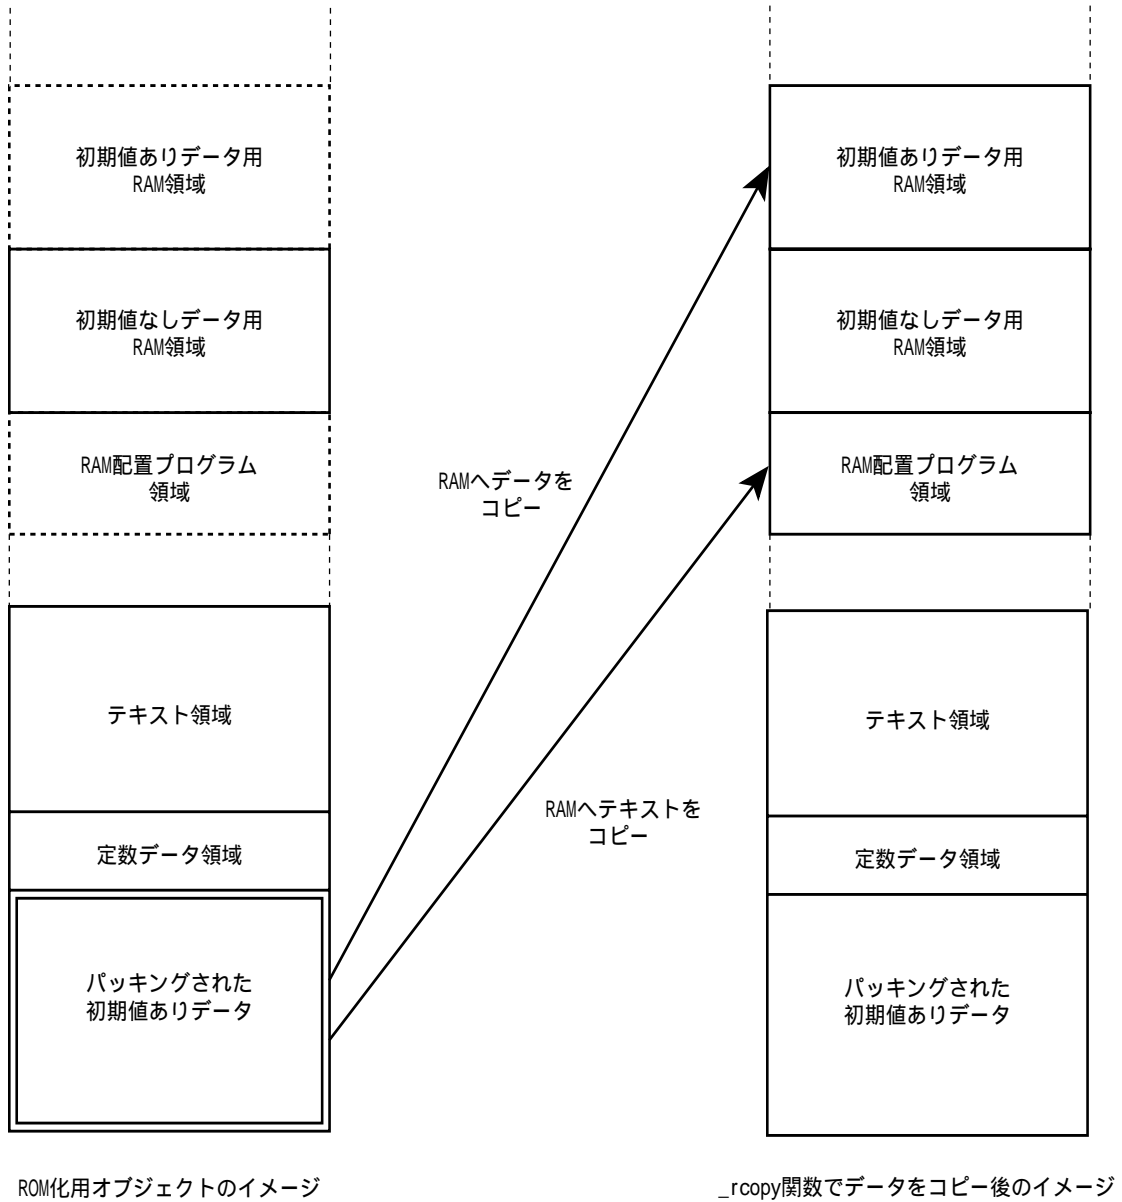 初期値ありデータ用
RAM領域
初期値なしデータ用
RAM領域
RAM配置プログラム
領域
テキスト領域
定数データ領域
パッキングされた
初期値ありデータ
ROM化用オブジェクトのイメージ
RAMへデータを
コピー
RAMへテキストを
コピー
初期値ありデータ用
RAM領域
初期値なしデータ用
RAM領域
RAM配置プログラム
領域
テキスト領域
定数データ領域
パッキングされた
初期値ありデータ
_rcopy関数でデータをコピー後のイメージ